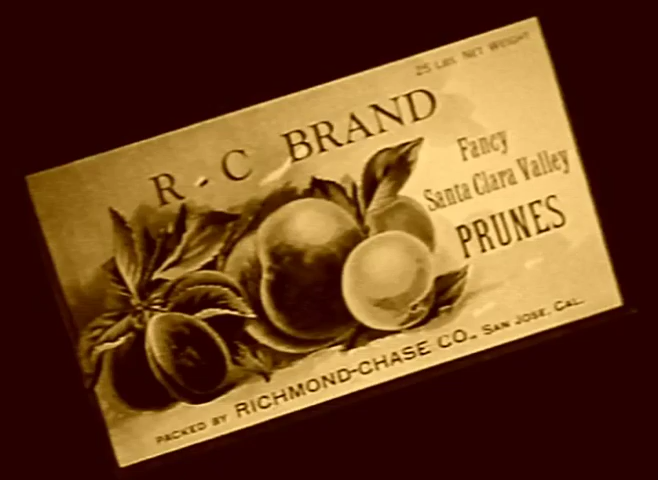 25 Lbs. Net Weight
R-C BRAND
Fancy
Santa Clara Valley
PRUNES
PACKED BY RICHMOND-CHASE CO., SAN JOSE, CAL.